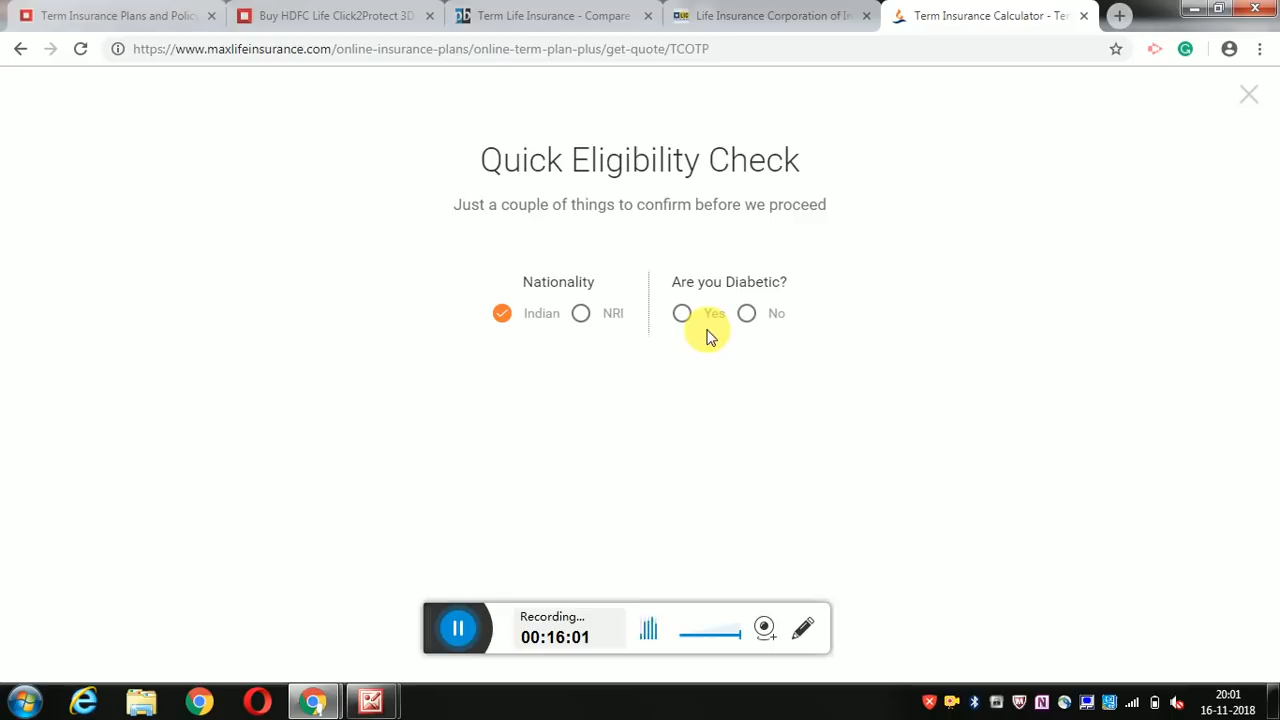 Term Insurance Plans and Policy
Buy HDFC Life Click2Protect 3D
pb
Term Life Insurance - Compare
LIC
Life Insurance Corporation of In
Term Insurance Calculator - Ter
https://www.maxlifeinsurance.com/online-insurance-plans/online-term-plan-plus/get-quote/TCOTP
Quick Eligibility Check
Just a couple of things to confirm before we proceed
Nationality
Are you Diabetic?
Indian
NRI
Yes
No
Recording...
00:16:01
20:01
16-11-2018